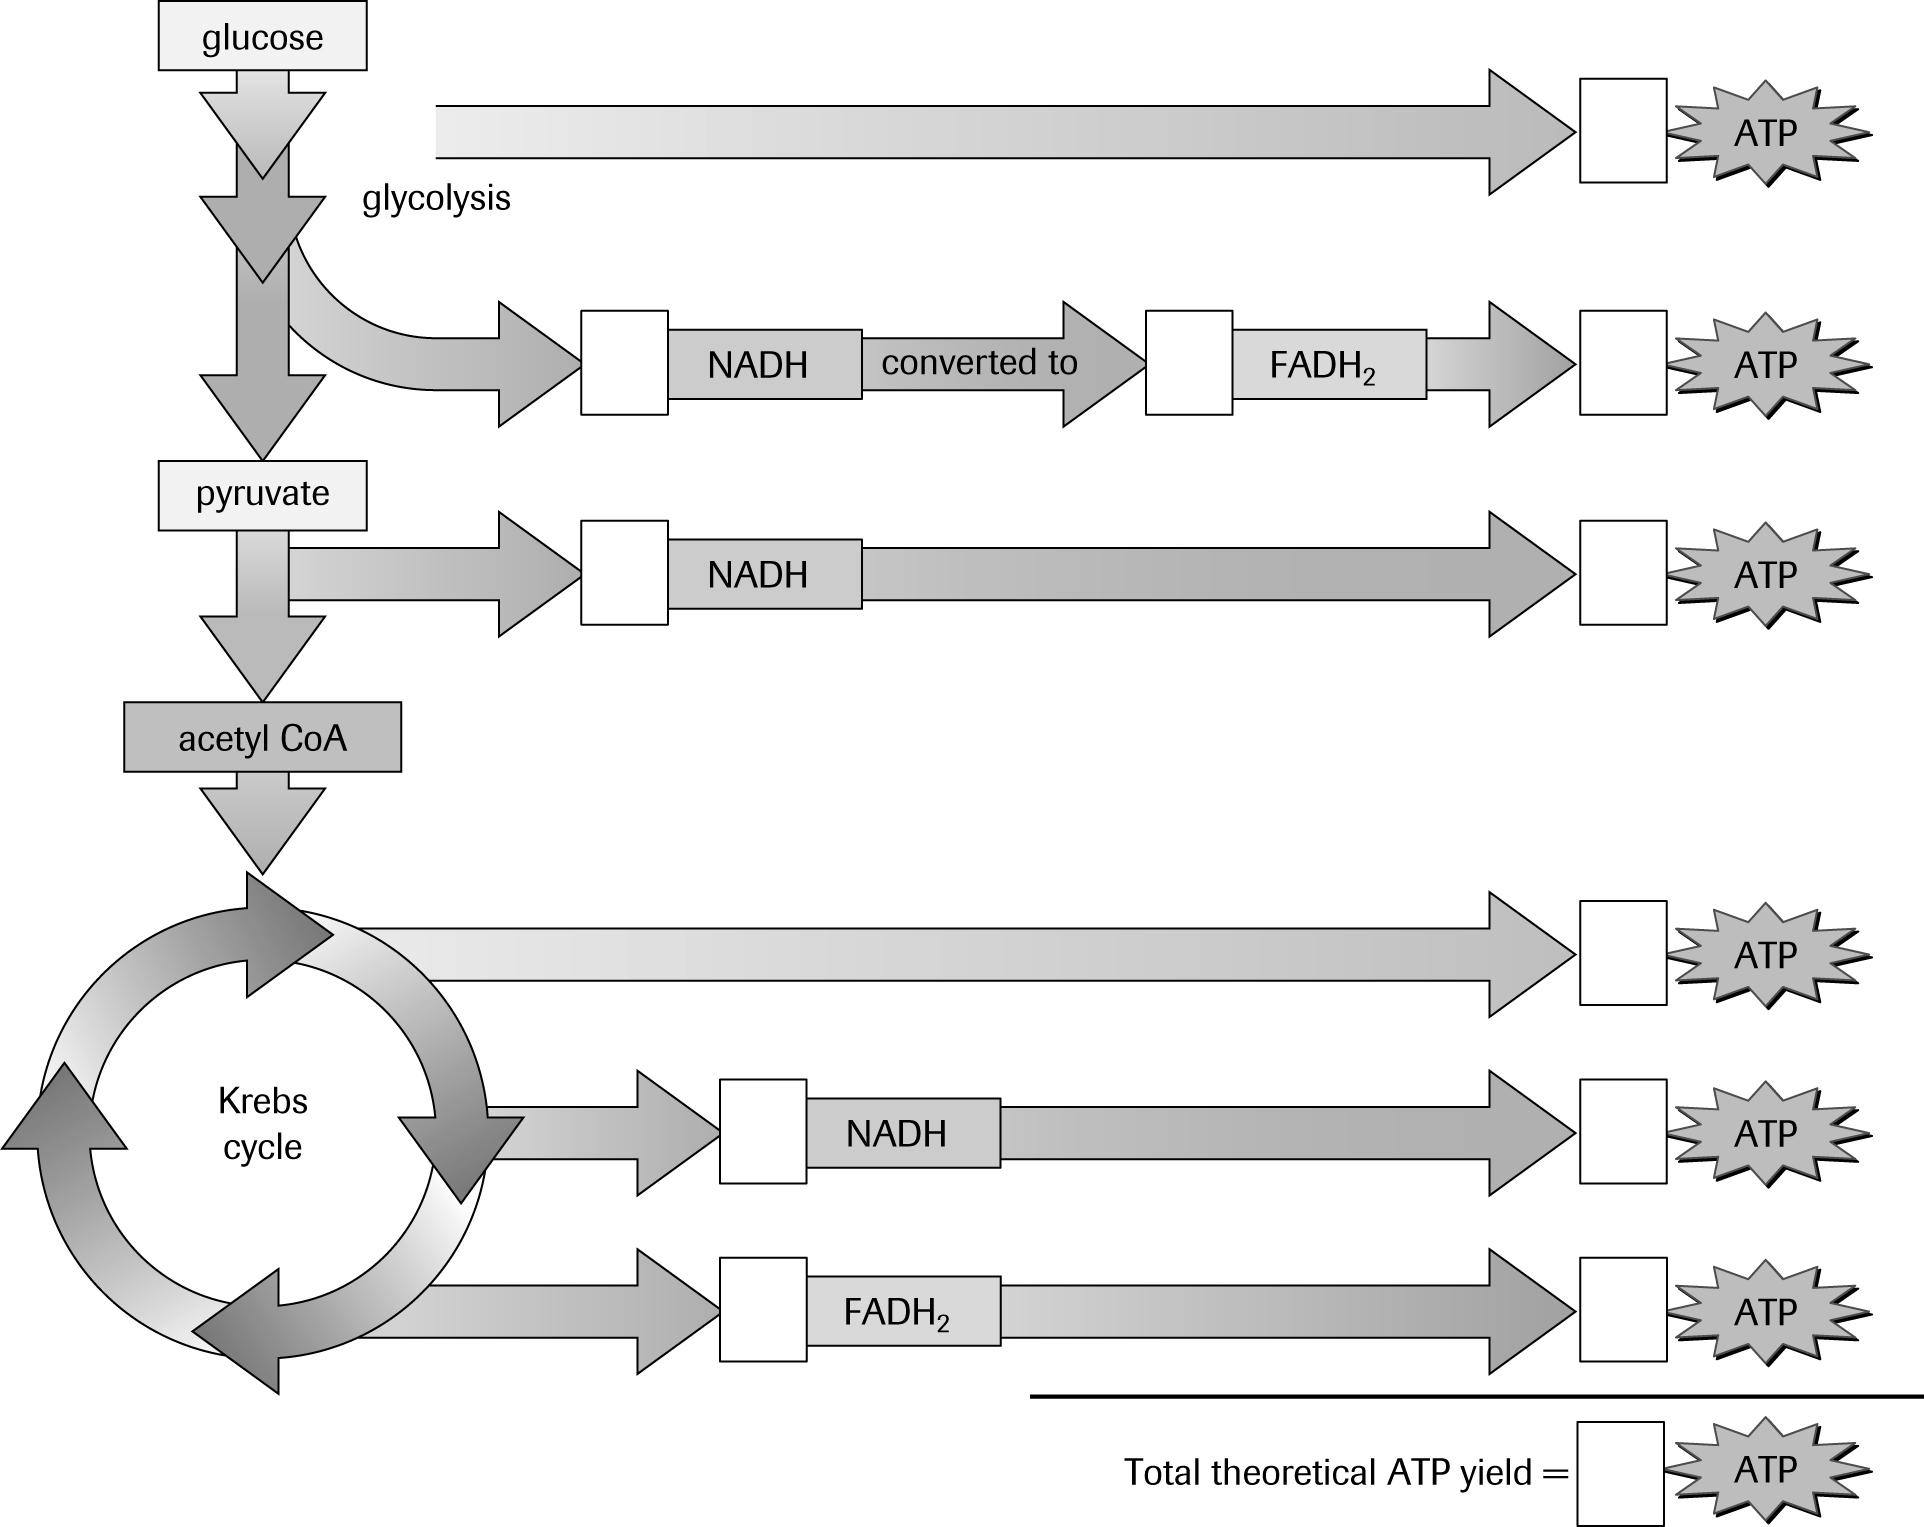 glucose
ATP
glycolysis
NADH converted to FADH₂ ATP
pyruvate
NADH ATP
acetyl CoA
ATP
Krebs
cycle
NADH ATP
FADH₂ ATP
Total theoretical ATP yield = ATP